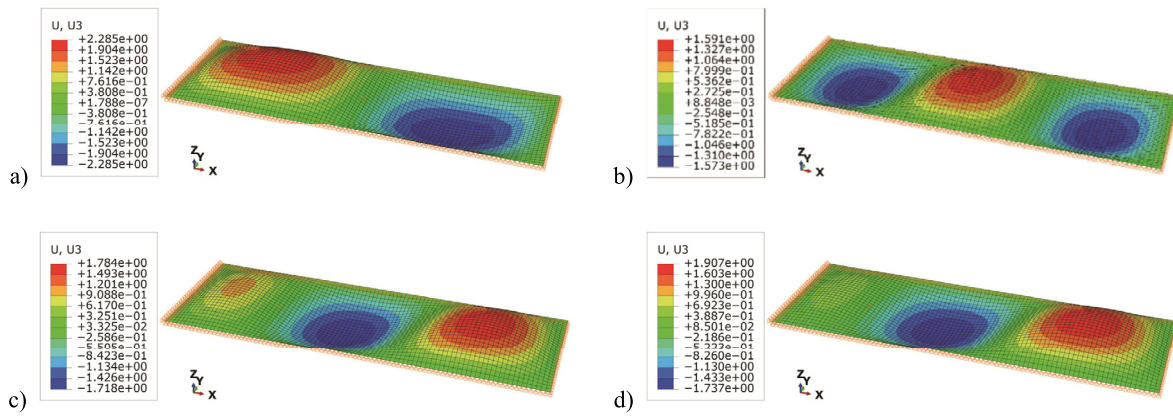 U, U3
+2.285e+00
+1.904e+00
+1.523e+00
+1.142e+00
+7.616e-01
+3.808e-01
+1.788e-07
-3.808e-01
-7.616e-01
-1.142e+00
-1.523e+00
-1.904e+00
-2.285e+00
Z
Y
X
a)
U, U3
+1.591e+00
+1.327e+00
+1.064e+00
+7.999e-01
+5.362e-01
+2.725e-01
+8.848e-03
-2.548e-01
-5.185e-01
-7.822e-01
-1.046e+00
-1.310e+00
-1.573e+00
Z
Y
X
b)
U, U3
+1.784e+00
+1.493e+00
+1.201e+00
+9.088e-01
+6.170e-01
+3.251e-01
+3.325e-02
-2.586e-01
-5.505e-01
-8.423e-01
-1.134e+00
-1.426e+00
-1.718e+00
Z
Y
X
c)
U, U3
+1.907e+00
+1.603e+00
+1.300e+00
+9.960e-01
+6.923e-01
+3.887e-01
+8.501e-02
-2.186e-01
-8.260e-01
-1.130e+00
-1.433e+00
-1.737e+00
Z
Y
X
d)